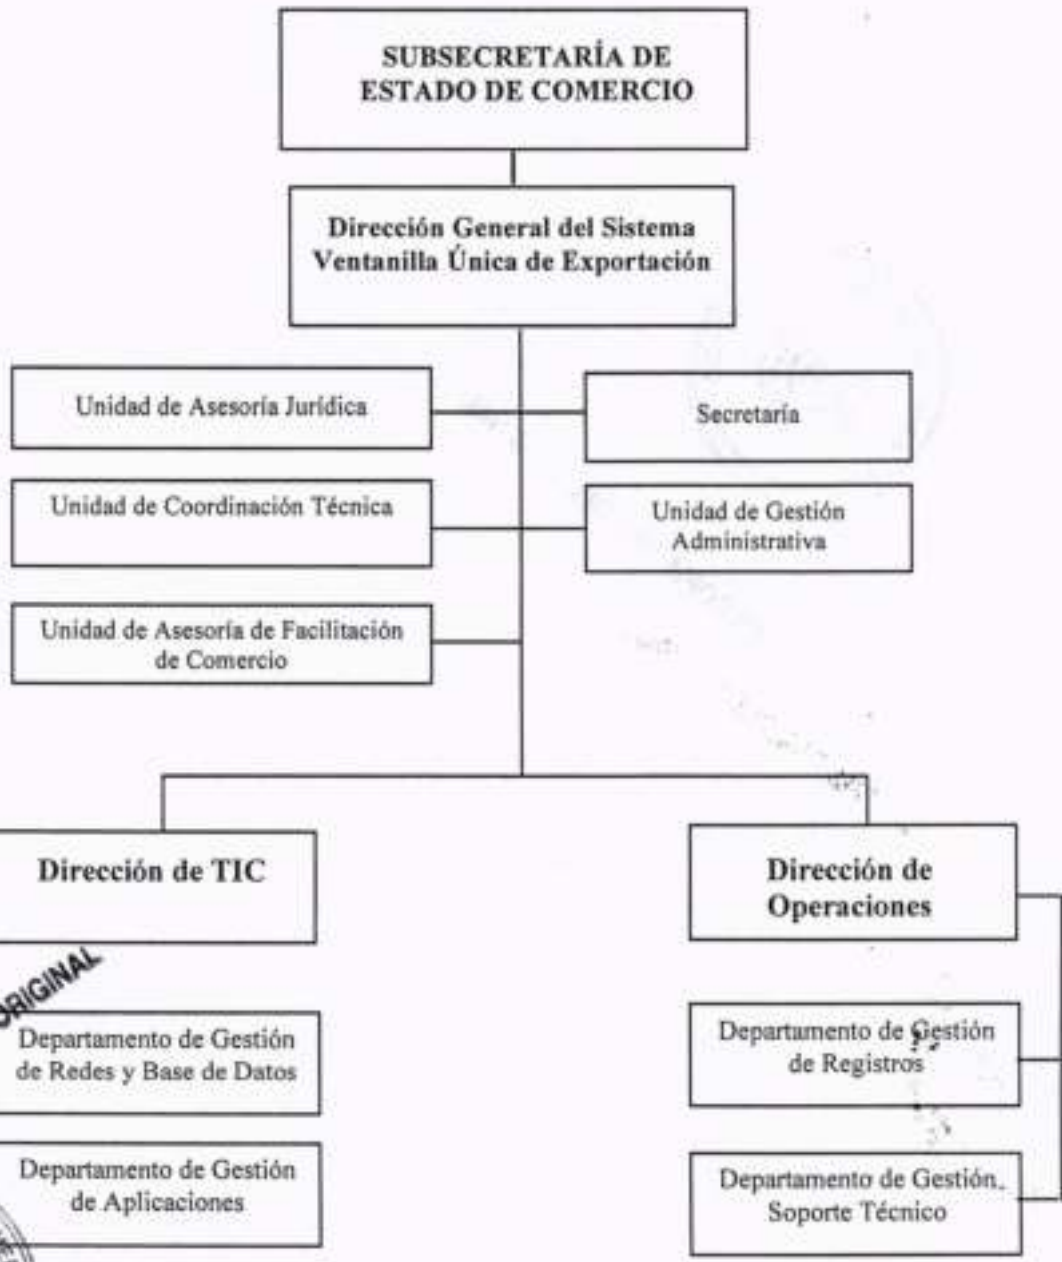 SUBSECRETARÍA DE
ESTADO DE COMERCIO
Dirección General del Sistema
Ventanilla Única de Exportación
Unidad de Asesoría Jurídica
Secretaría
Unidad de Coordinación Técnica
Unidad de Gestión
Administrativa
Unidad de Asesoría de Facilitación
de Comercio
Dirección de TIC
Dirección de
Operaciones
ORIGINAL
Departamento de Gestión
de Redes y Base de Datos
Departamento de Gestión
de Registros
Departamento de Gestión
de Aplicaciones
Departamento de Gestión
Soporte Técnico